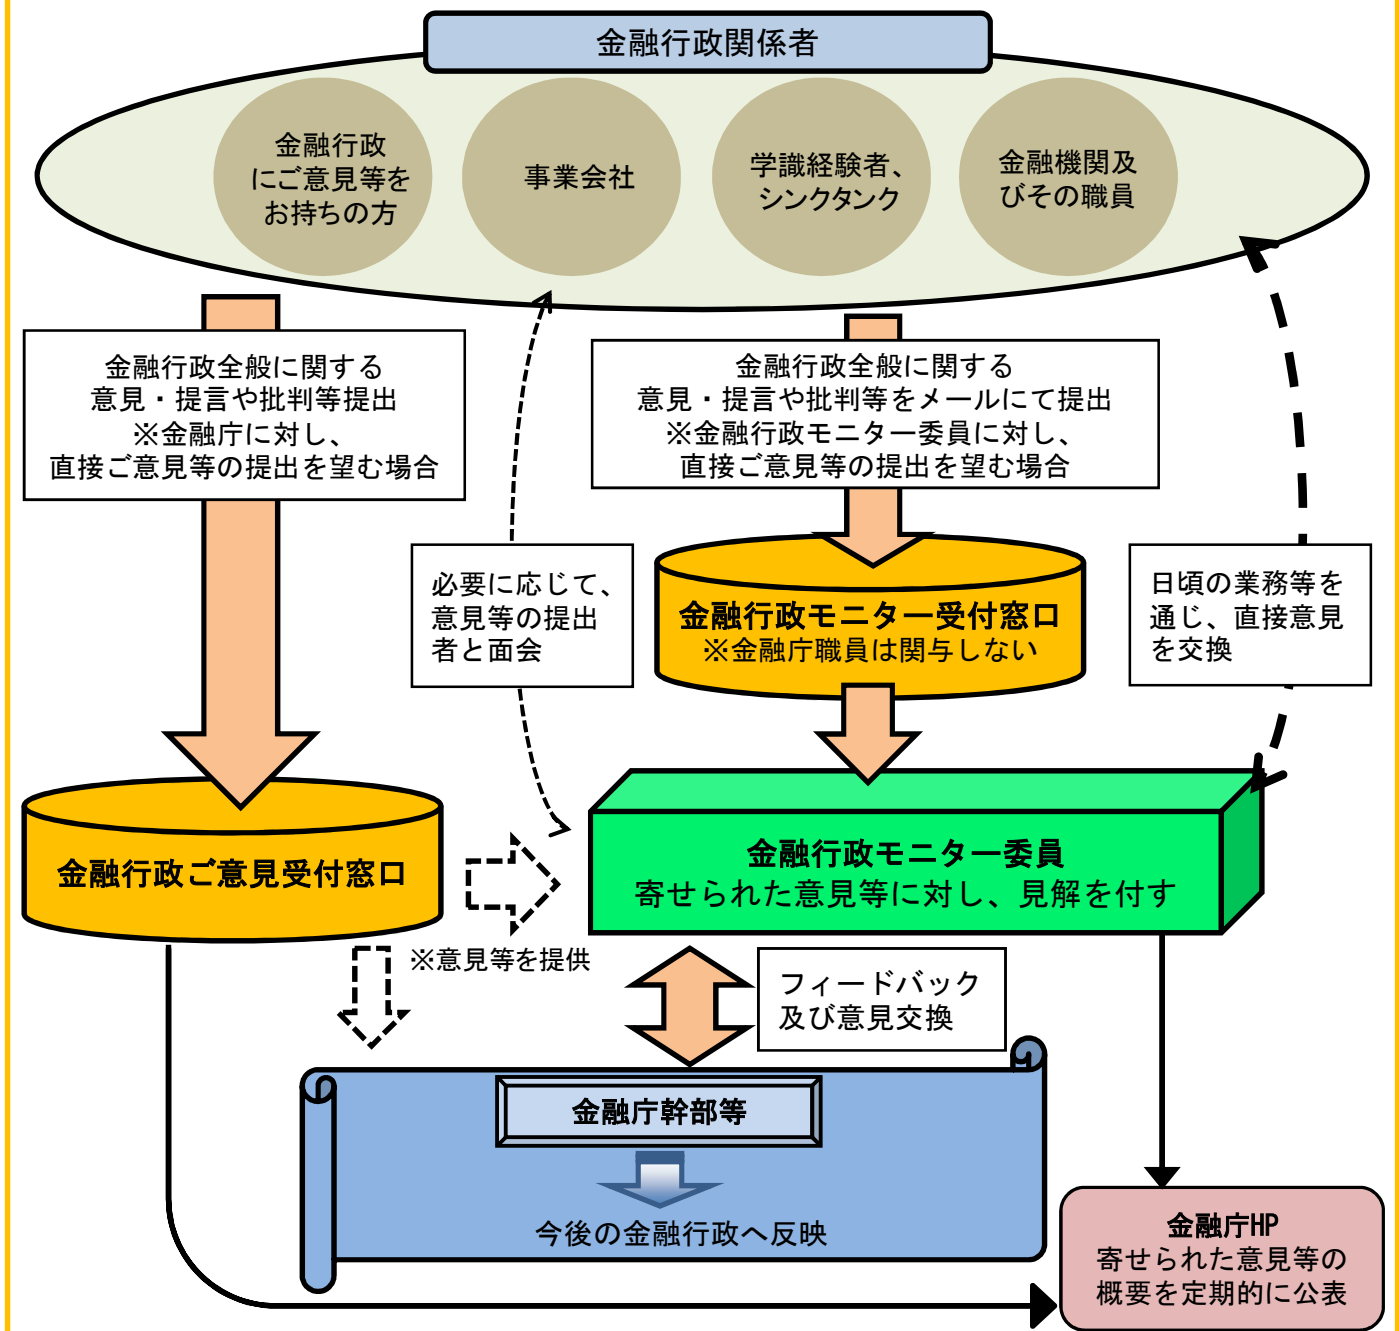 金融行政関係者
金融行政
にご意見等を
お持ちの方
事業会社
学識経験者、
シンクタンク
金融機関及
びその職員
金融行政全般に関する
意見・提言や批判等提出
※金融庁に対し、
直接ご意見等の提出を望む場合
金融行政全般に関する
意見・提言や批判等をメールにて提出
※金融行政モニター委員に対し、
直接ご意見等の提出を望む場合
必要に応じて、
意見等の提出
者と面会
金融行政モニター受付窓口
※金融庁職員は関与しない
日頃の業務等を
通じ、直接意見
を交換
金融行政ご意見受付窓口
金融行政モニター委員
寄せられた意見等に対し、見解を付す
※意見等を提供
フィードバック
及び意見交換
金融庁幹部等
今後の金融行政へ反映
金融庁HP
寄せられた意見等の
概要を定期的に公表